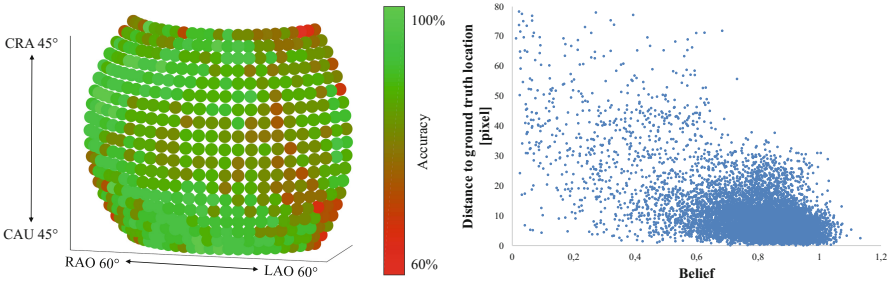 CRA 45°
CAU 45°
RAO 60°
LAO 60°
100%
Accuracy
60%
Distance to ground truth location
[pixel]
80
70
60
50
40
30
20
10
0
0
0,2
0,4
0,6
0,8
1
1,2
Belief